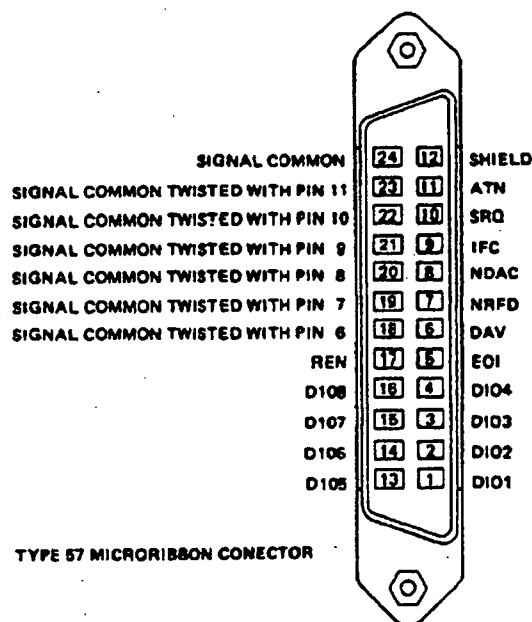 SIGNAL COMMON 24 12 SHIELD
SIGNAL COMMON TWISTED WITH PIN 11 23 11 ATN
SIGNAL COMMON TWISTED WITH PIN 10 22 10 SRQ
SIGNAL COMMON TWISTED WITH PIN 9 21 9 IFC
SIGNAL COMMON TWISTED WITH PIN 8 20 8 NDAC
SIGNAL COMMON TWISTED WITH PIN 7 19 7 NRFD
SIGNAL COMMON TWISTED WITH PIN 6 18 6 DAV
REN 17 5 EOI
D108 16 4 DIO4
D107 15 3 DIO3
D106 14 2 DIO2
D105 13 1 DIO1
TYPE 57 MICRORIBBON CONECTOR